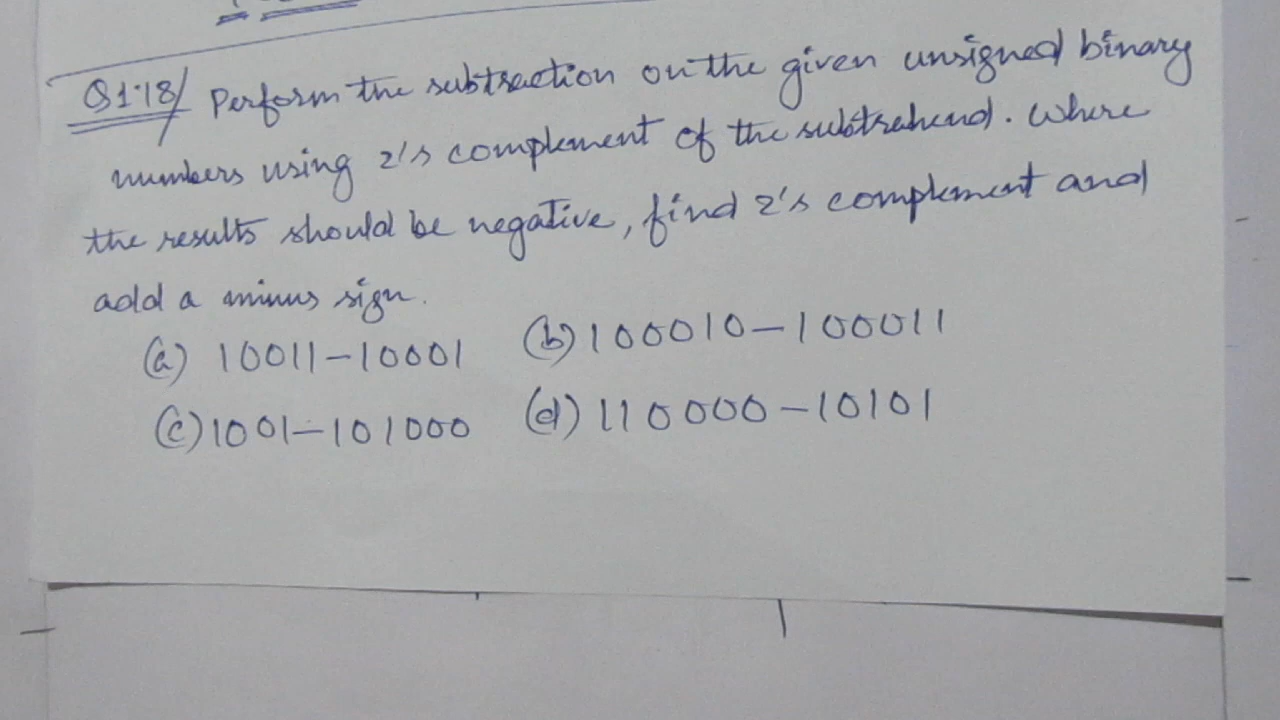 Q1.18/ Perform the subtraction on the given unsigned binary
numbers using 2's complement of the subtrahend. Where
the results should be negative, find 2's complement and
add a minus sign.
(a) 10011-10001 (b) 100010-100011
(c) 1001-101000 (d) 110000-10101